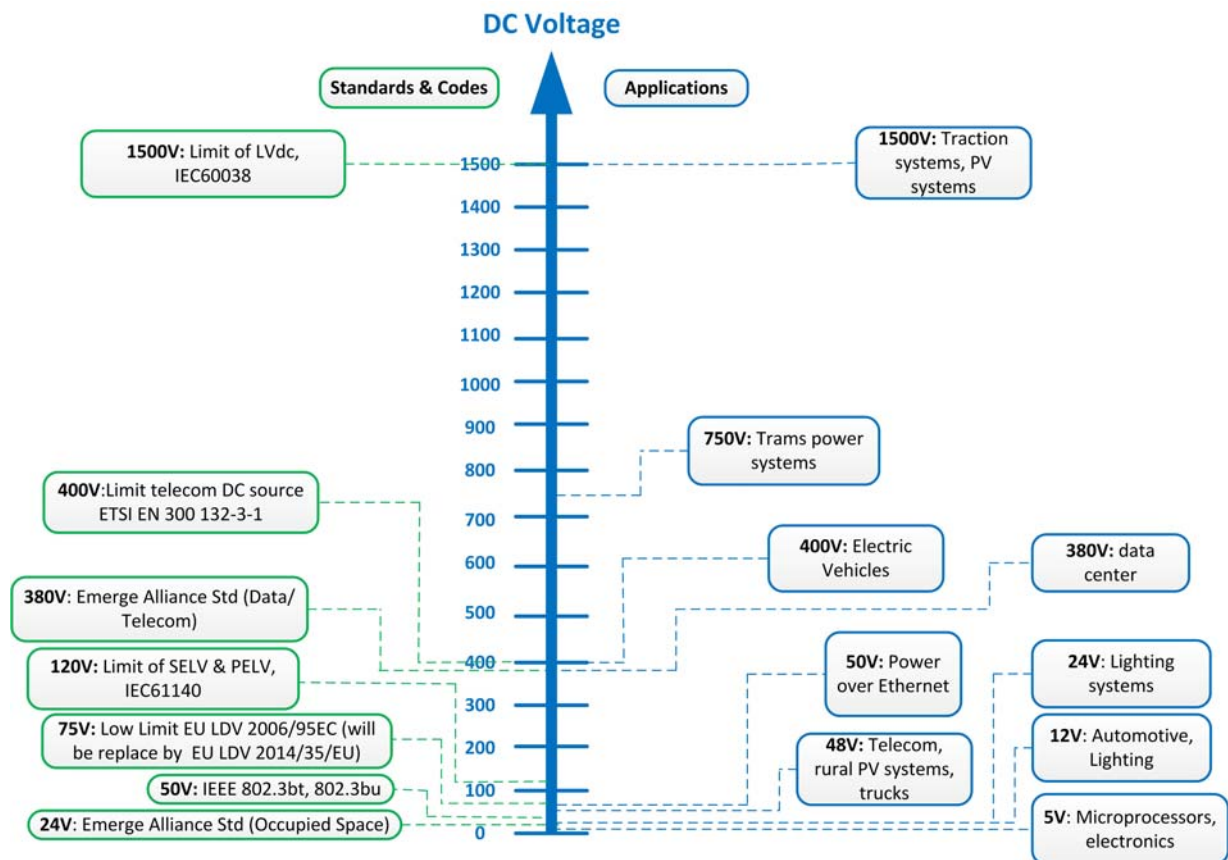 DC Voltage
Standards & Codes
Applications
1500V: Limit of LVdc,
IEC60038
1500V: Traction
systems, PV
systems
1500
1400
1300
1200
1100
1000
900
800
700
600
500
400
300
200
100
0
400V:Limit telecom DC source
ETSI EN 300 132-3-1
380V: Emerge Alliance Std (Data/
Telecom)
120V: Limit of SELV & PELV,
IEC61140
75V: Low Limit EU LDV 2006/95EC (will
be replace by EU LDV 2014/35/EU)
50V: IEEE 802.3bt, 802.3bu
24V: Emerge Alliance Std (Occupied Space)
750V: Trams power
systems
400V: Electric
Vehicles
380V: data
center
50V: Power
over Ethernet
24V: Lighting
systems
48V: Telecom,
rural PV systems,
trucks
12V: Automotive,
Lighting
5V: Microprocessors,
electronics